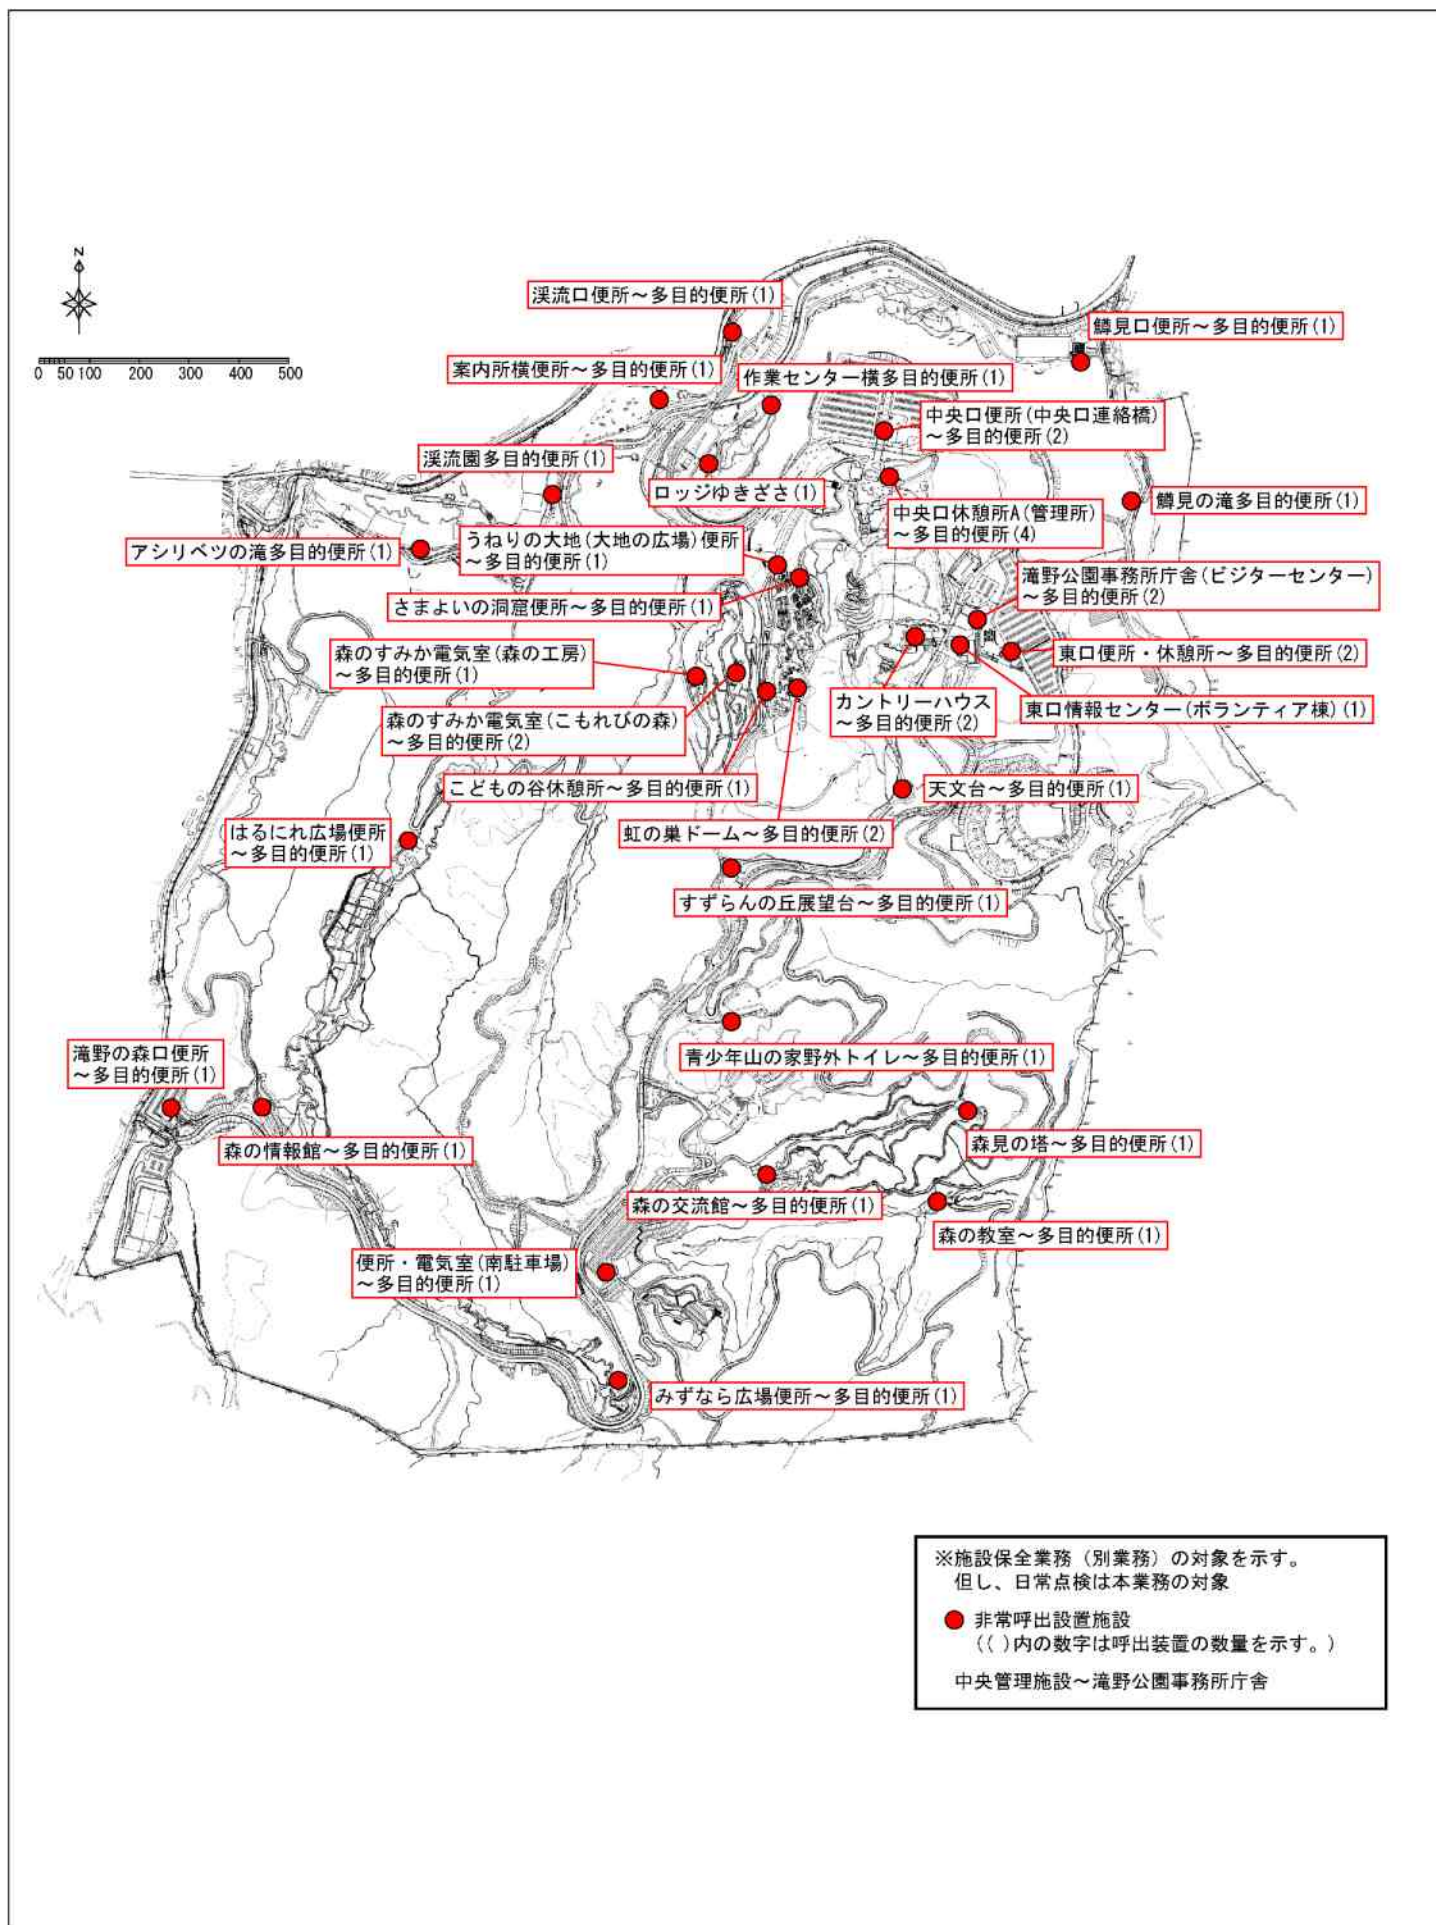 N
0 50 100 200 300 400 500
渓流口便所～多目的便所(1)
鱒見口便所～多目的便所(1)
案内所横便所～多目的便所(1)
作業センター横多目的便所(1)
中央口便所(中央口連絡橋)
～多目的便所(2)
渓流園多目的便所(1)
ロッジゆきざさ(1)
鱒見の滝多目的便所(1)
中央口休憩所A(管理所)
～多目的便所(4)
アシリベツの滝多目的便所(1)
うねりの大地(大地の広場)便所
～多目的便所(1)
滝野公園事務所庁舎(ビジターセンター)
～多目的便所(2)
さまよいの洞窟便所～多目的便所(1)
森のすみか電気室(森の工房)
～多目的便所(1)
東口便所・休憩所～多目的便所(2)
森のすみか電気室(こもれびの森)
～多目的便所(2)
カントリーハウス
～多目的便所(2)
東口情報センター(ボランティア棟)(1)
こどもの谷休憩所～多目的便所(1)
天文台～多目的便所(1)
はるにれ広場便所
～多目的便所(1)
虹の巣ドーム～多目的便所(2)
すずらんの丘展望台～多目的便所(1)
滝野の森口便所
～多目的便所(1)
青少年山の家野外トイレ～多目的便所(1)
森の情報館～多目的便所(1)
森見の塔～多目的便所(1)
森の交流館～多目的便所(1)
森の教室～多目的便所(1)
便所・電気室(南駐車場)
～多目的便所(1)
みずなら広場便所～多目的便所(1)
※施設保全業務（別業務）の対象を示す。
但し、日常点検は本業務の対象
非常呼出設置施設
(( )内の数字は呼出装置の数量を示す。)
中央管理施設～滝野公園事務所庁舎